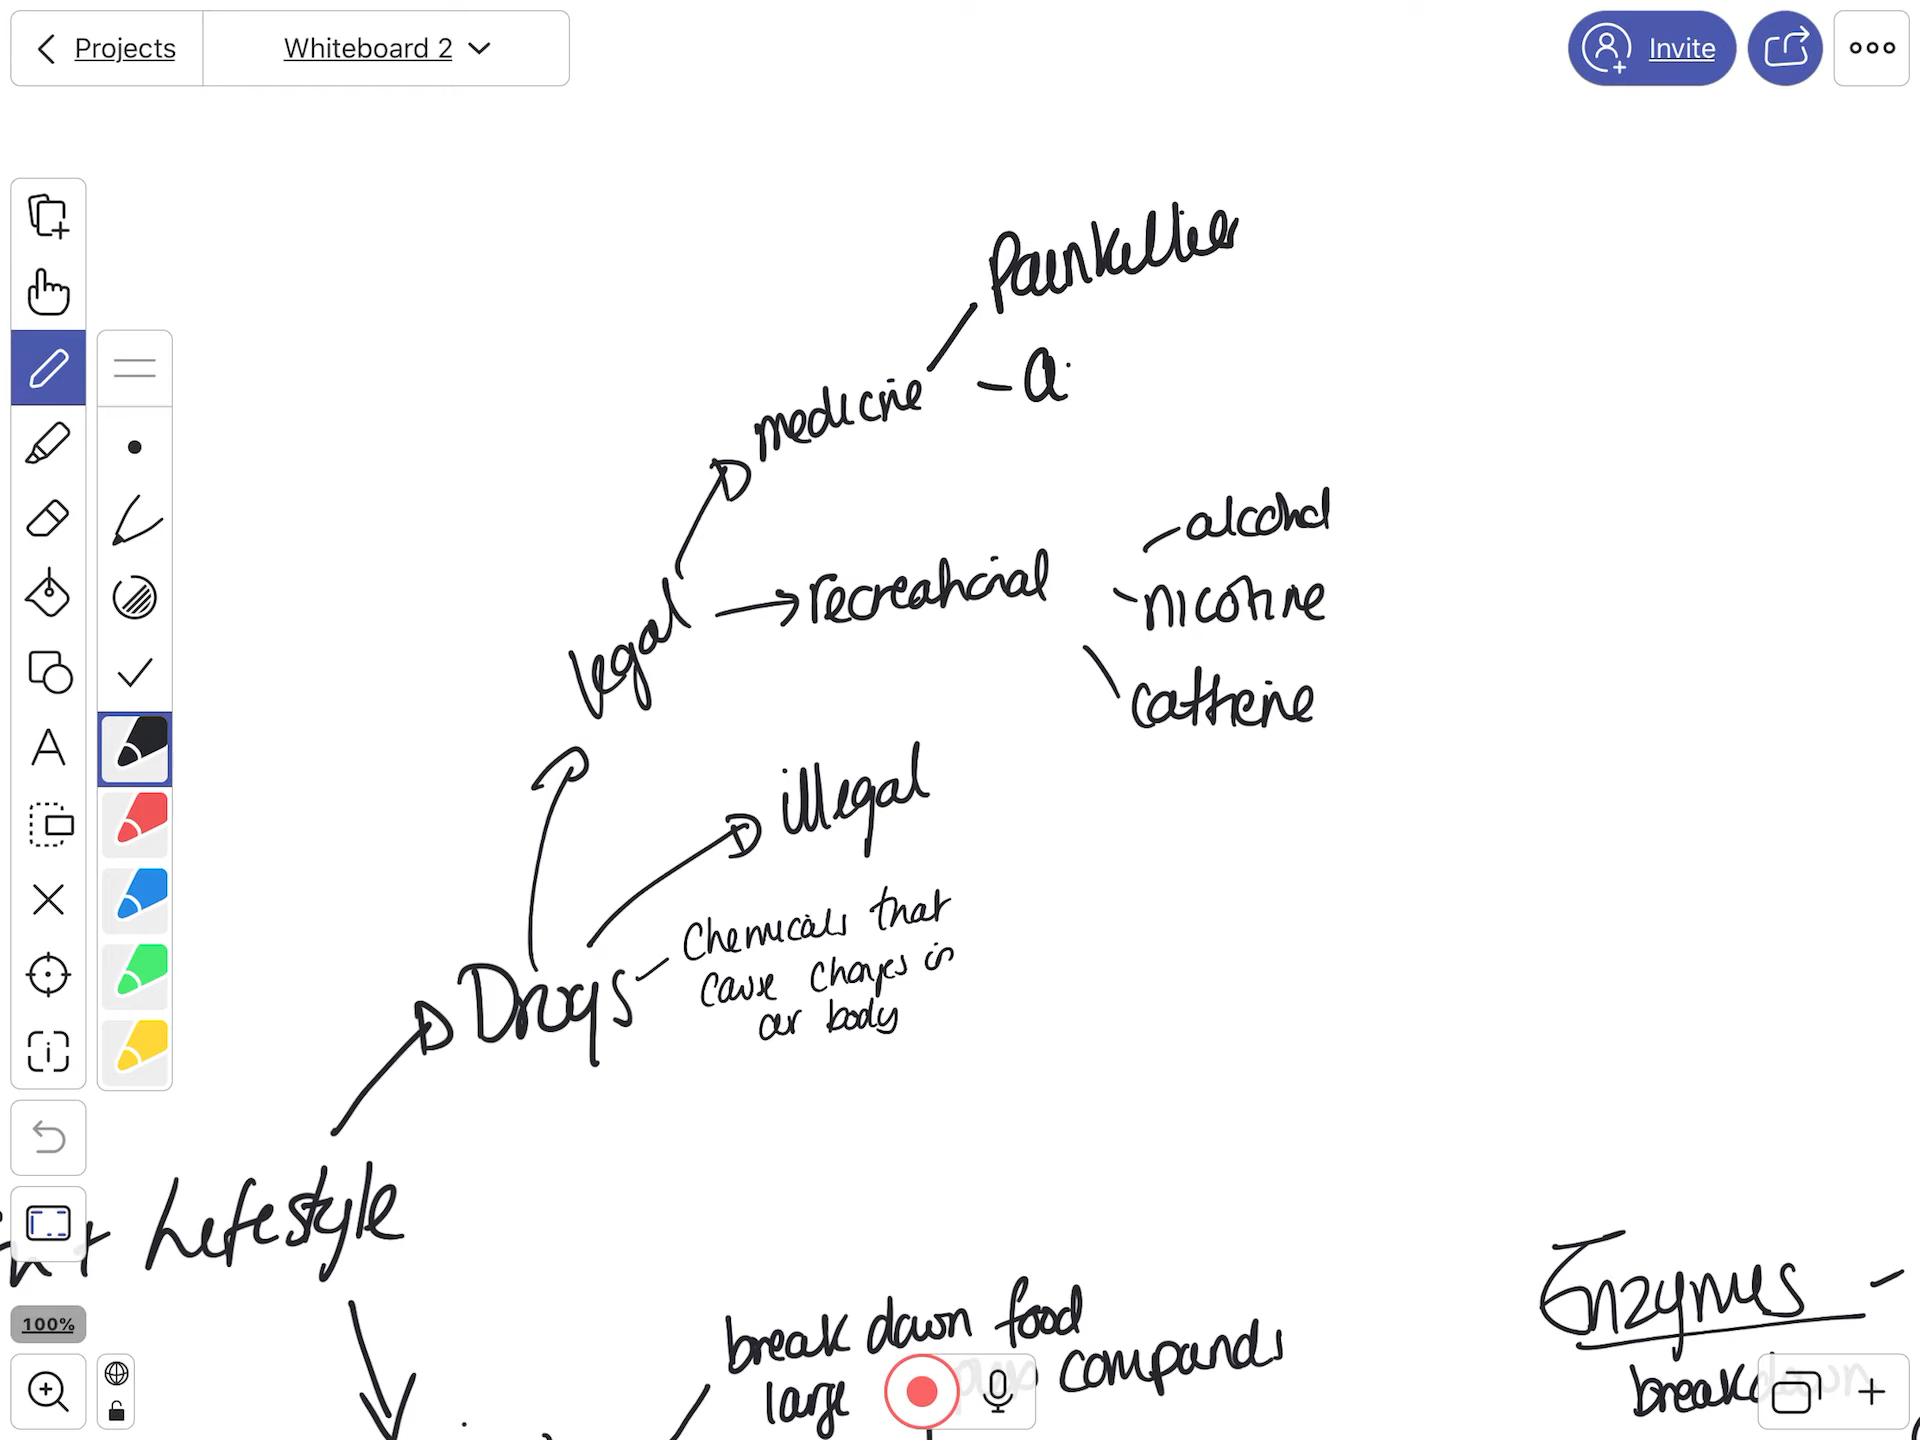 Projects
Whiteboard 2
Invite
Painkiller
medicine
- a
legal
recreational
alcohol
nicotine
caffeine
illegal
Drugs
Chemicals that
cause changes in
our body
Lifestyle
100%
break down food
large compounds
Enzymes -
break down